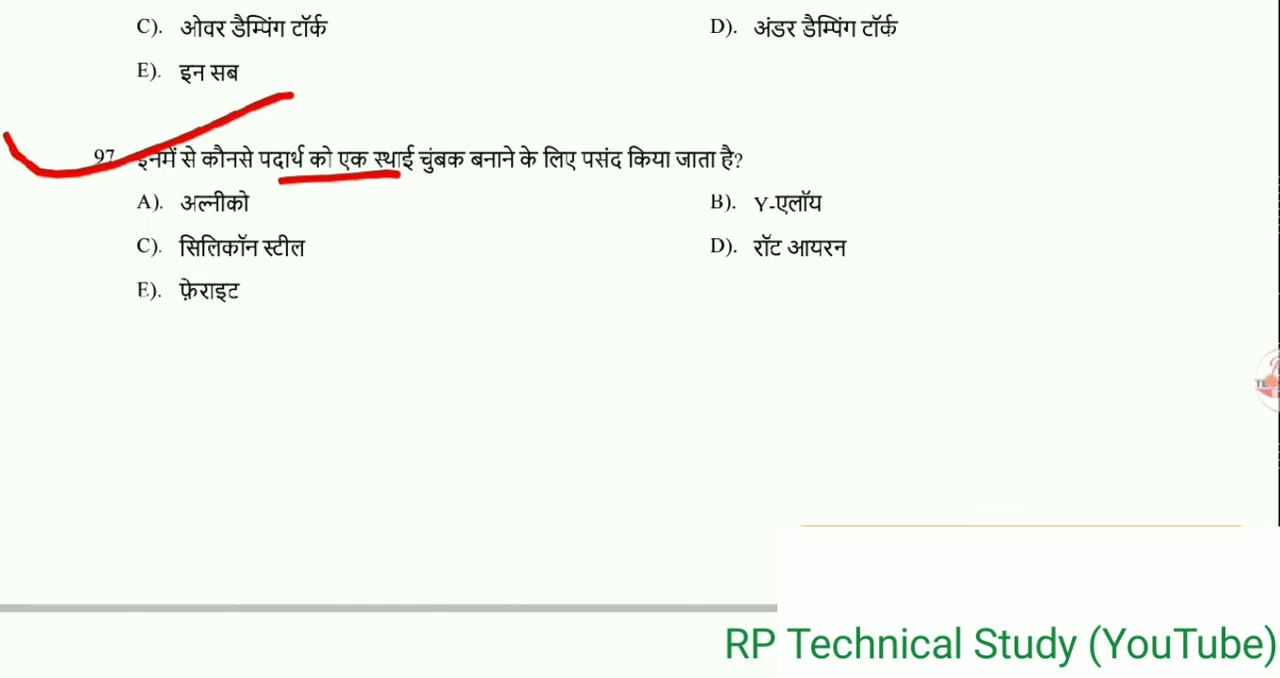 C). ओवर डैम्पिंग टॉर्क D). अंडर डैम्पिंग टॉर्क
E). इन सब
97 इनमें से कौनसे पदार्थ को एक स्थाई चुंबक बनाने के लिए पसंद किया जाता है?
A). अल्नीको B). Y-एलॉय
C). सिलिकॉन स्टील D). रॉट आयरन
E). फ़ेराइट
RP Technical Study (YouTube)